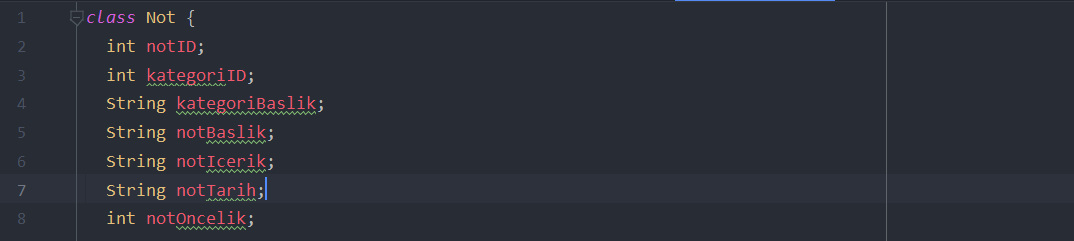 1 class Not {
2 int notID;
3 int kategoriID;
4 String kategoriBaslik;
5 String notBaslik;
6 String notIcerik;
7 String notTarih;
8 int notOncelik;